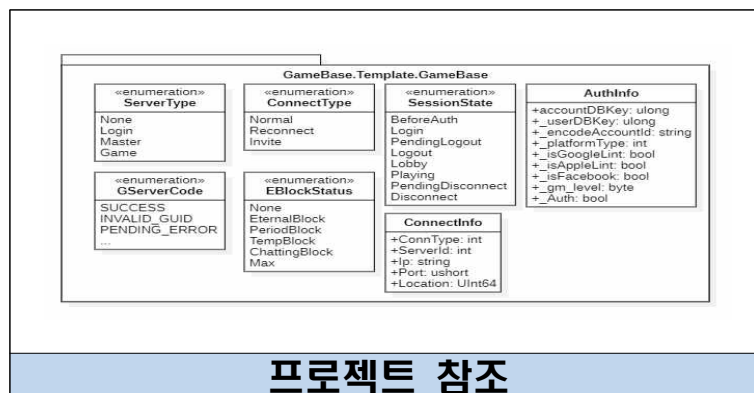 GameBase.Template.GameBase
«enumeration»
ServerType
None
Login
Master
Game
«enumeration»
ConnectType
Normal
Reconnect
Invite
«enumeration»
SessionState
BeforeAuth
Login
PendingLogout
Logout
Lobby
Playing
PendingDisconnect
Disconnect
AuthInfo
+accountDBKey: ulong
+_userDBKey: ulong
+_encodeAccountId: string
+_platformType: int
+_isGoogleLint: bool
+_isAppleLint: bool
+_isFacebook: bool
+_gm_level: byte
+_Auth: bool
«enumeration»
GServerCode
SUCCESS
INVALID_GUID
PENDING_ERROR
...
«enumeration»
EBlockStatus
None
EternalBlock
PeriodBlock
TempBlock
ChattingBlock
Max
ConnectInfo
+ConnType: int
+ServerId: int
+Ip: string
+Port: ushort
+Location: UInt64
프로젝트 참조